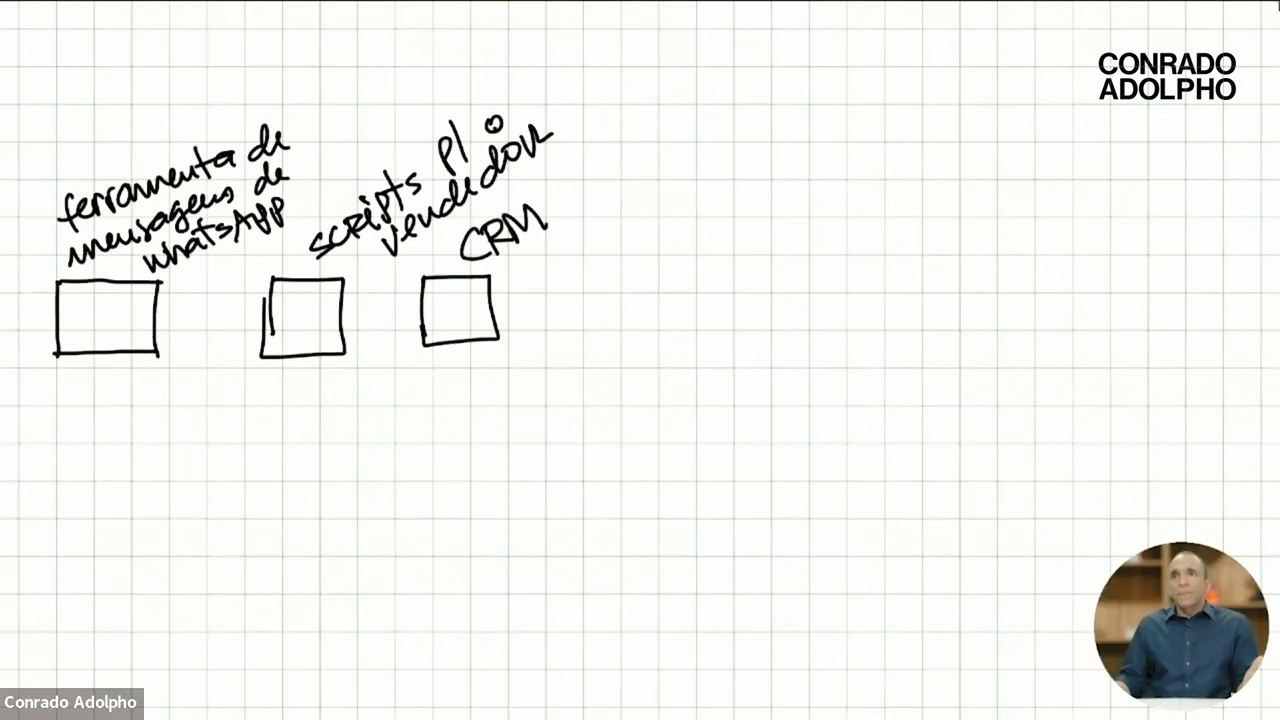 CONRADO
ADOLPHO
ferramenta de
mensagens de
whatsApp
scripts p/ o
vendedor
CRM
Conrado Adolpho